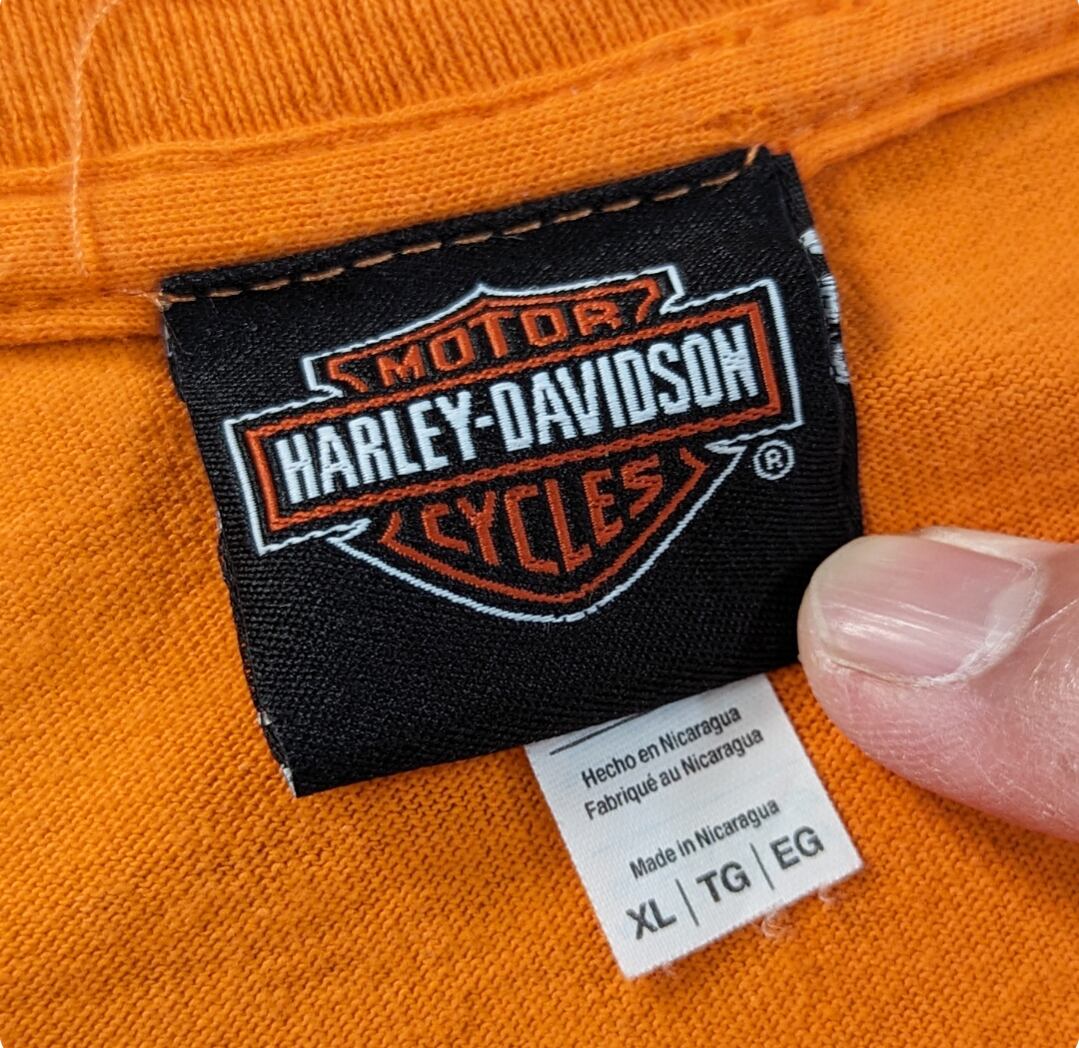 MOTOR
HARLEY-DAVIDSON
CYCLES
®
Hecho en Nicaragua
Fabriqué au Nicaragua
Made in Nicaragua
XL | TG | EG